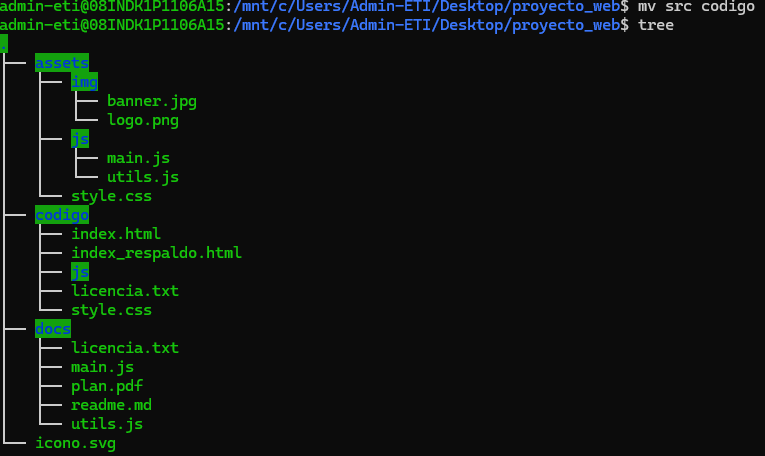 admin-eti@08INDK1P1106A15:/mnt/c/Users/Admin-ETI/Desktop/proyecto_web$ mv src codigo
admin-eti@08INDK1P1106A15:/mnt/c/Users/Admin-ETI/Desktop/proyecto_web$ tree
.
├── assets
│   ├── img
│   │   ├── banner.jpg
│   │   └── logo.png
│   ├── js
│   │   ├── main.js
│   │   └── utils.js
│   └── style.css
├── codigo
│   ├── index.html
│   ├── index_respaldo.html
│   ├── js
│   ├── licencia.txt
│   └── style.css
├── docs
│   ├── licencia.txt
│   ├── main.js
│   ├── plan.pdf
│   ├── readme.md
│   └── utils.js
└── icono.svg